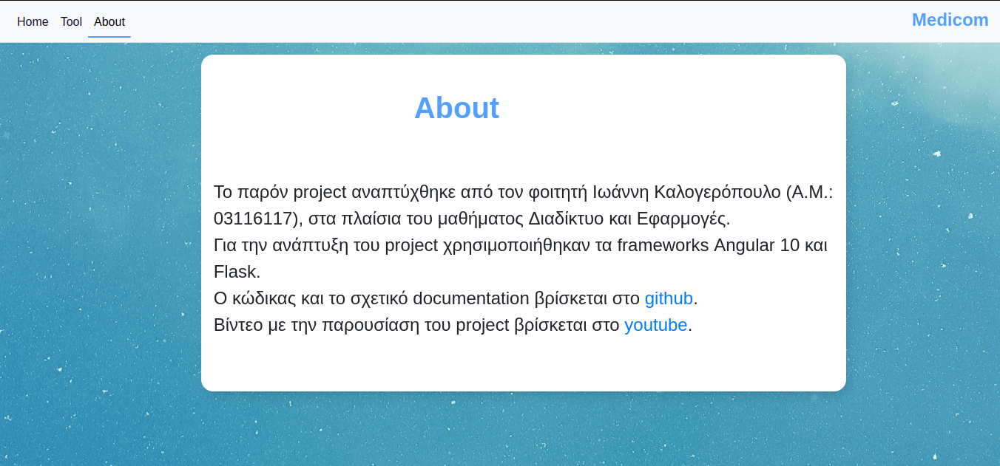 Home Tool About Medicom
About
Το παρόν project αναπτύχθηκε από τον φοιτητή Ιωάννη Καλογερόπουλο (Α.Μ.:
03116117), στα πλαίσια του μαθήματος Διαδίκτυο και Εφαρμογές.
Για την ανάπτυξη του project χρησιμοποιήθηκαν τα frameworks Angular 10 και
Flask.
Ο κώδικας και το σχετικό documentation βρίσκεται στο github.
Βίντεο με την παρουσίαση του project βρίσκεται στο youtube.